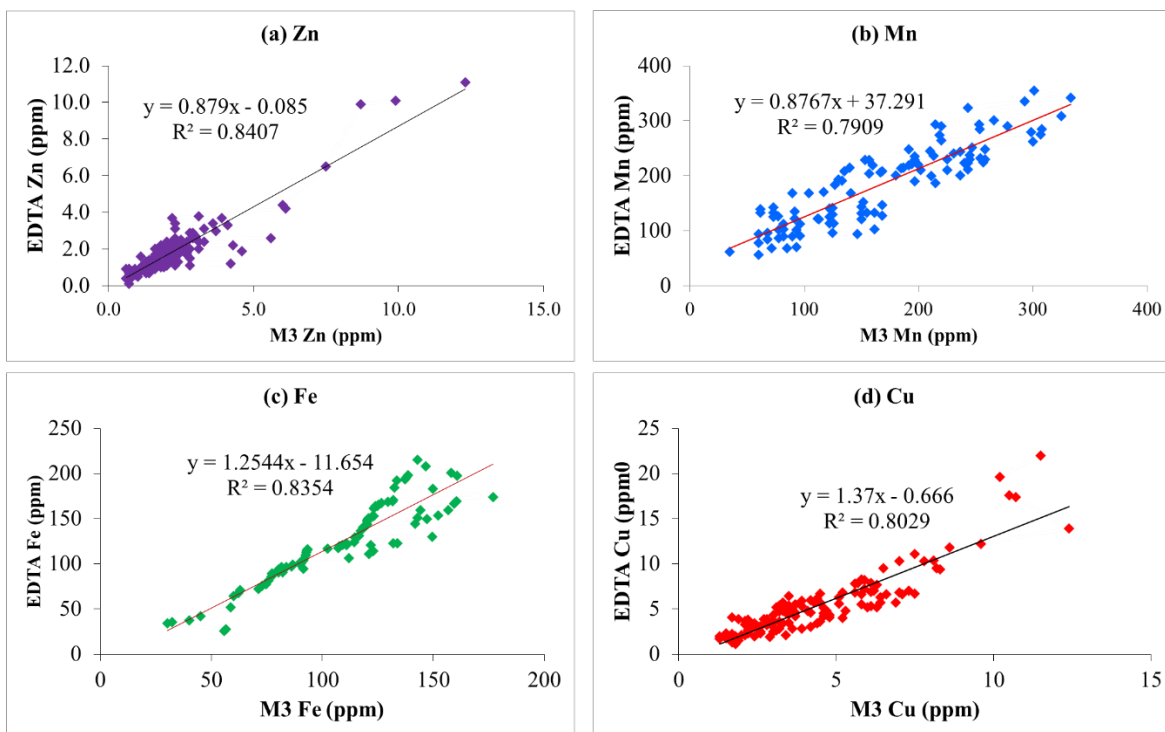 (a) Zn
12.0
10.0
8.0
6.0
4.0
2.0
0.0
EDTA Zn (ppm)
y = 0.879x - 0.085
R² = 0.8407
0.0 5.0 10.0 15.0
M3 Zn (ppm)
(b) Mn
400
300
200
100
0
EDTA Mn (ppm)
y = 0.8767x + 37.291
R² = 0.7909
0 100 200 300 400
M3 Mn (ppm)
(c) Fe
250
200
150
100
50
0
EDTA Fe (ppm)
y = 1.2544x - 11.654
R² = 0.8354
0 50 100 150 200
M3 Fe (ppm)
(d) Cu
25
20
15
10
5
0
EDTA Cu (ppm0
y = 1.37x - 0.666
R² = 0.8029
0 5 10 15
M3 Cu (ppm)